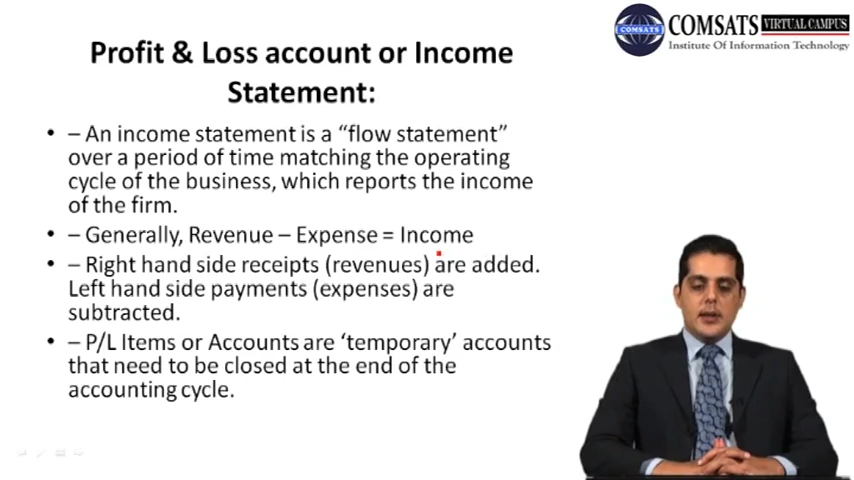 COMSATS VIRTUAL CAMPUS
COMSATS
Institute Of Information Technology
Profit & Loss account or Income
Statement:
• – An income statement is a “flow statement”
over a period of time matching the operating
cycle of the business, which reports the income
of the firm.
• – Generally, Revenue – Expense = Income
• – Right hand side receipts (revenues) are added.
Left hand side payments (expenses) are
subtracted.
• – P/L Items or Accounts are ‘temporary’ accounts
that need to be closed at the end of the
accounting cycle.